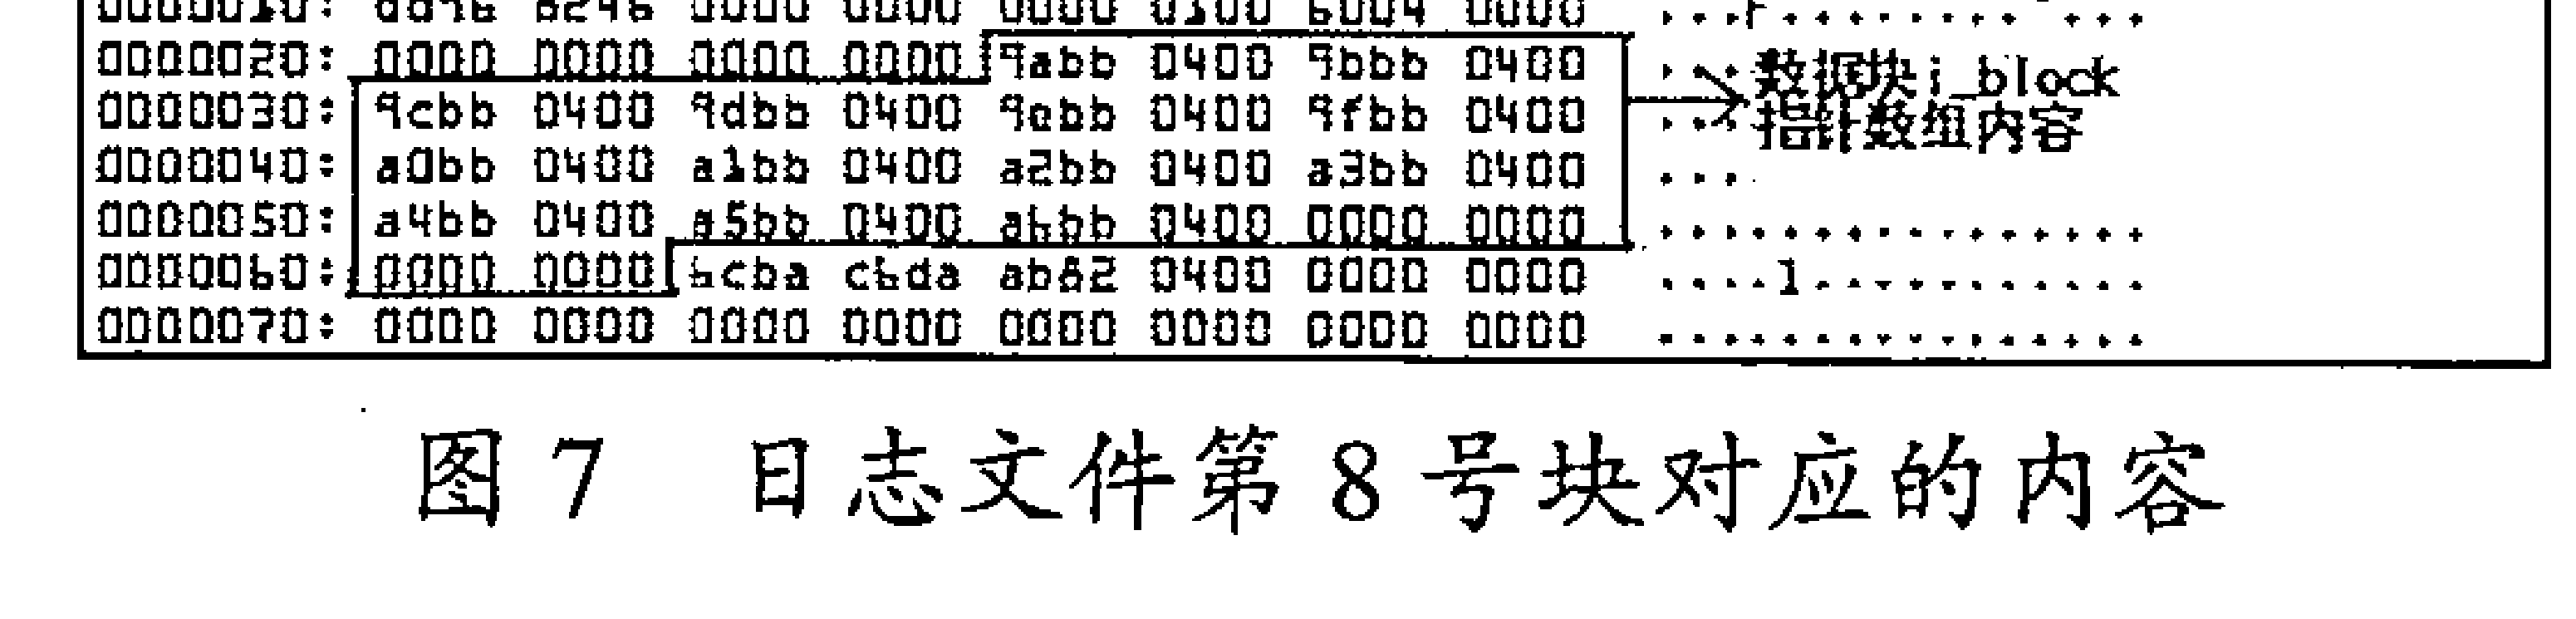 0000020: 0000 0000 0000 0000 9abb 0400 9bbb 0400 ... 数据块i_block
0000030: 9cbb 0400 9dbb 0400 9ebb 0400 9fbb 0400 ... 指针数组内容
0000040: a0bb 0400 a1bb 0400 a2bb 0400 a3bb 0400 ...
0000050: a4bb 0400 a5bb 0400 a6bb 0400 0000 0000 ................
0000060: 0000 0000 6cba c6da ab82 0400 0000 0000 ....l...........
0000070: 0000 0000 0000 0000 0000 0000 0000 0000 ................
图 7 日志文件第 8 号块对应的内容